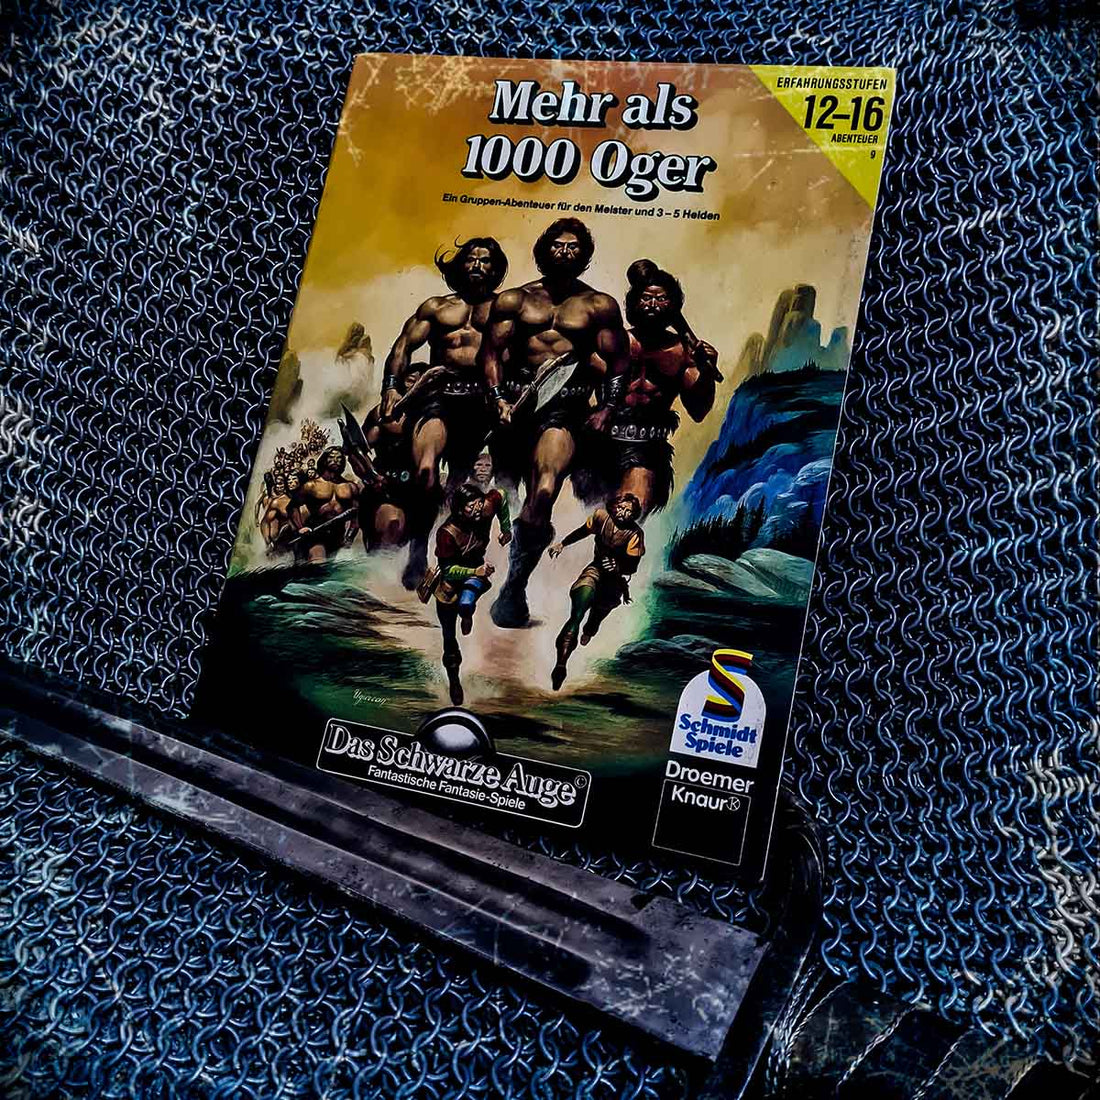 Mehr als
1000 Oger
Ein Gruppen-Abenteuer für den Meister und 3 – 5 Helden
ERFAHRUNGSSTUFEN
12–16
ABENTEUER
9
Das Schwarze Auge©
Fantastische Fantasie-Spiele
Schmidt
Spiele
Droemer
Knaur®